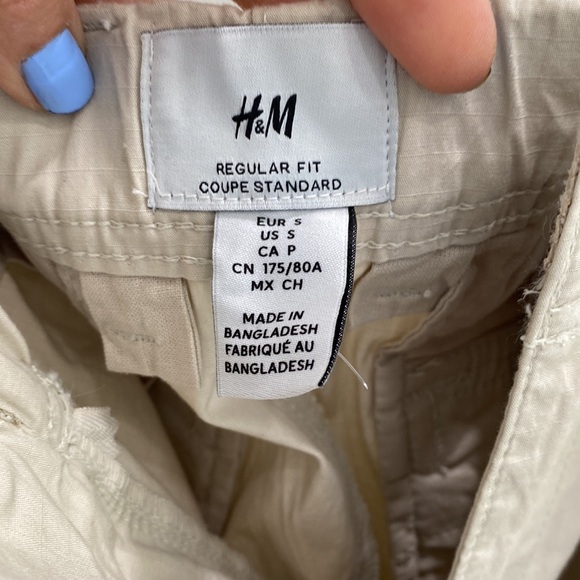 H&M
REGULAR FIT
COUPE STANDARD
EUR S
US S
CA P
CN 175/80A
MX CH
MADE IN
BANGLADESH
FABRIQUÉ AU
BANGLADESH